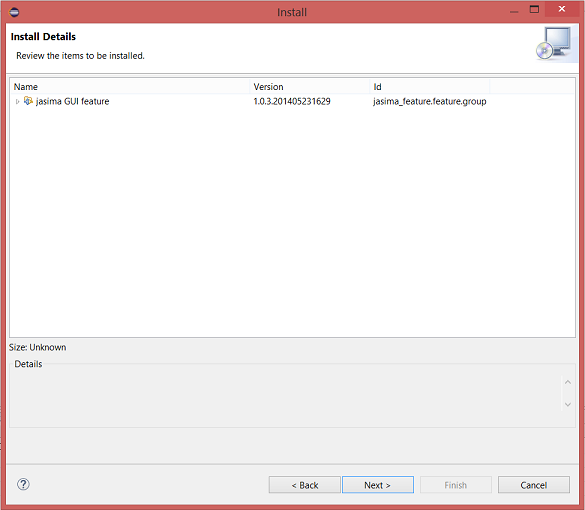 Install
Install Details
Review the items to be installed.
Name Version Id
jasima GUI feature 1.0.3.201405231629 jasima_feature.feature.group
Size: Unknown
Details
< Back Next > Finish Cancel